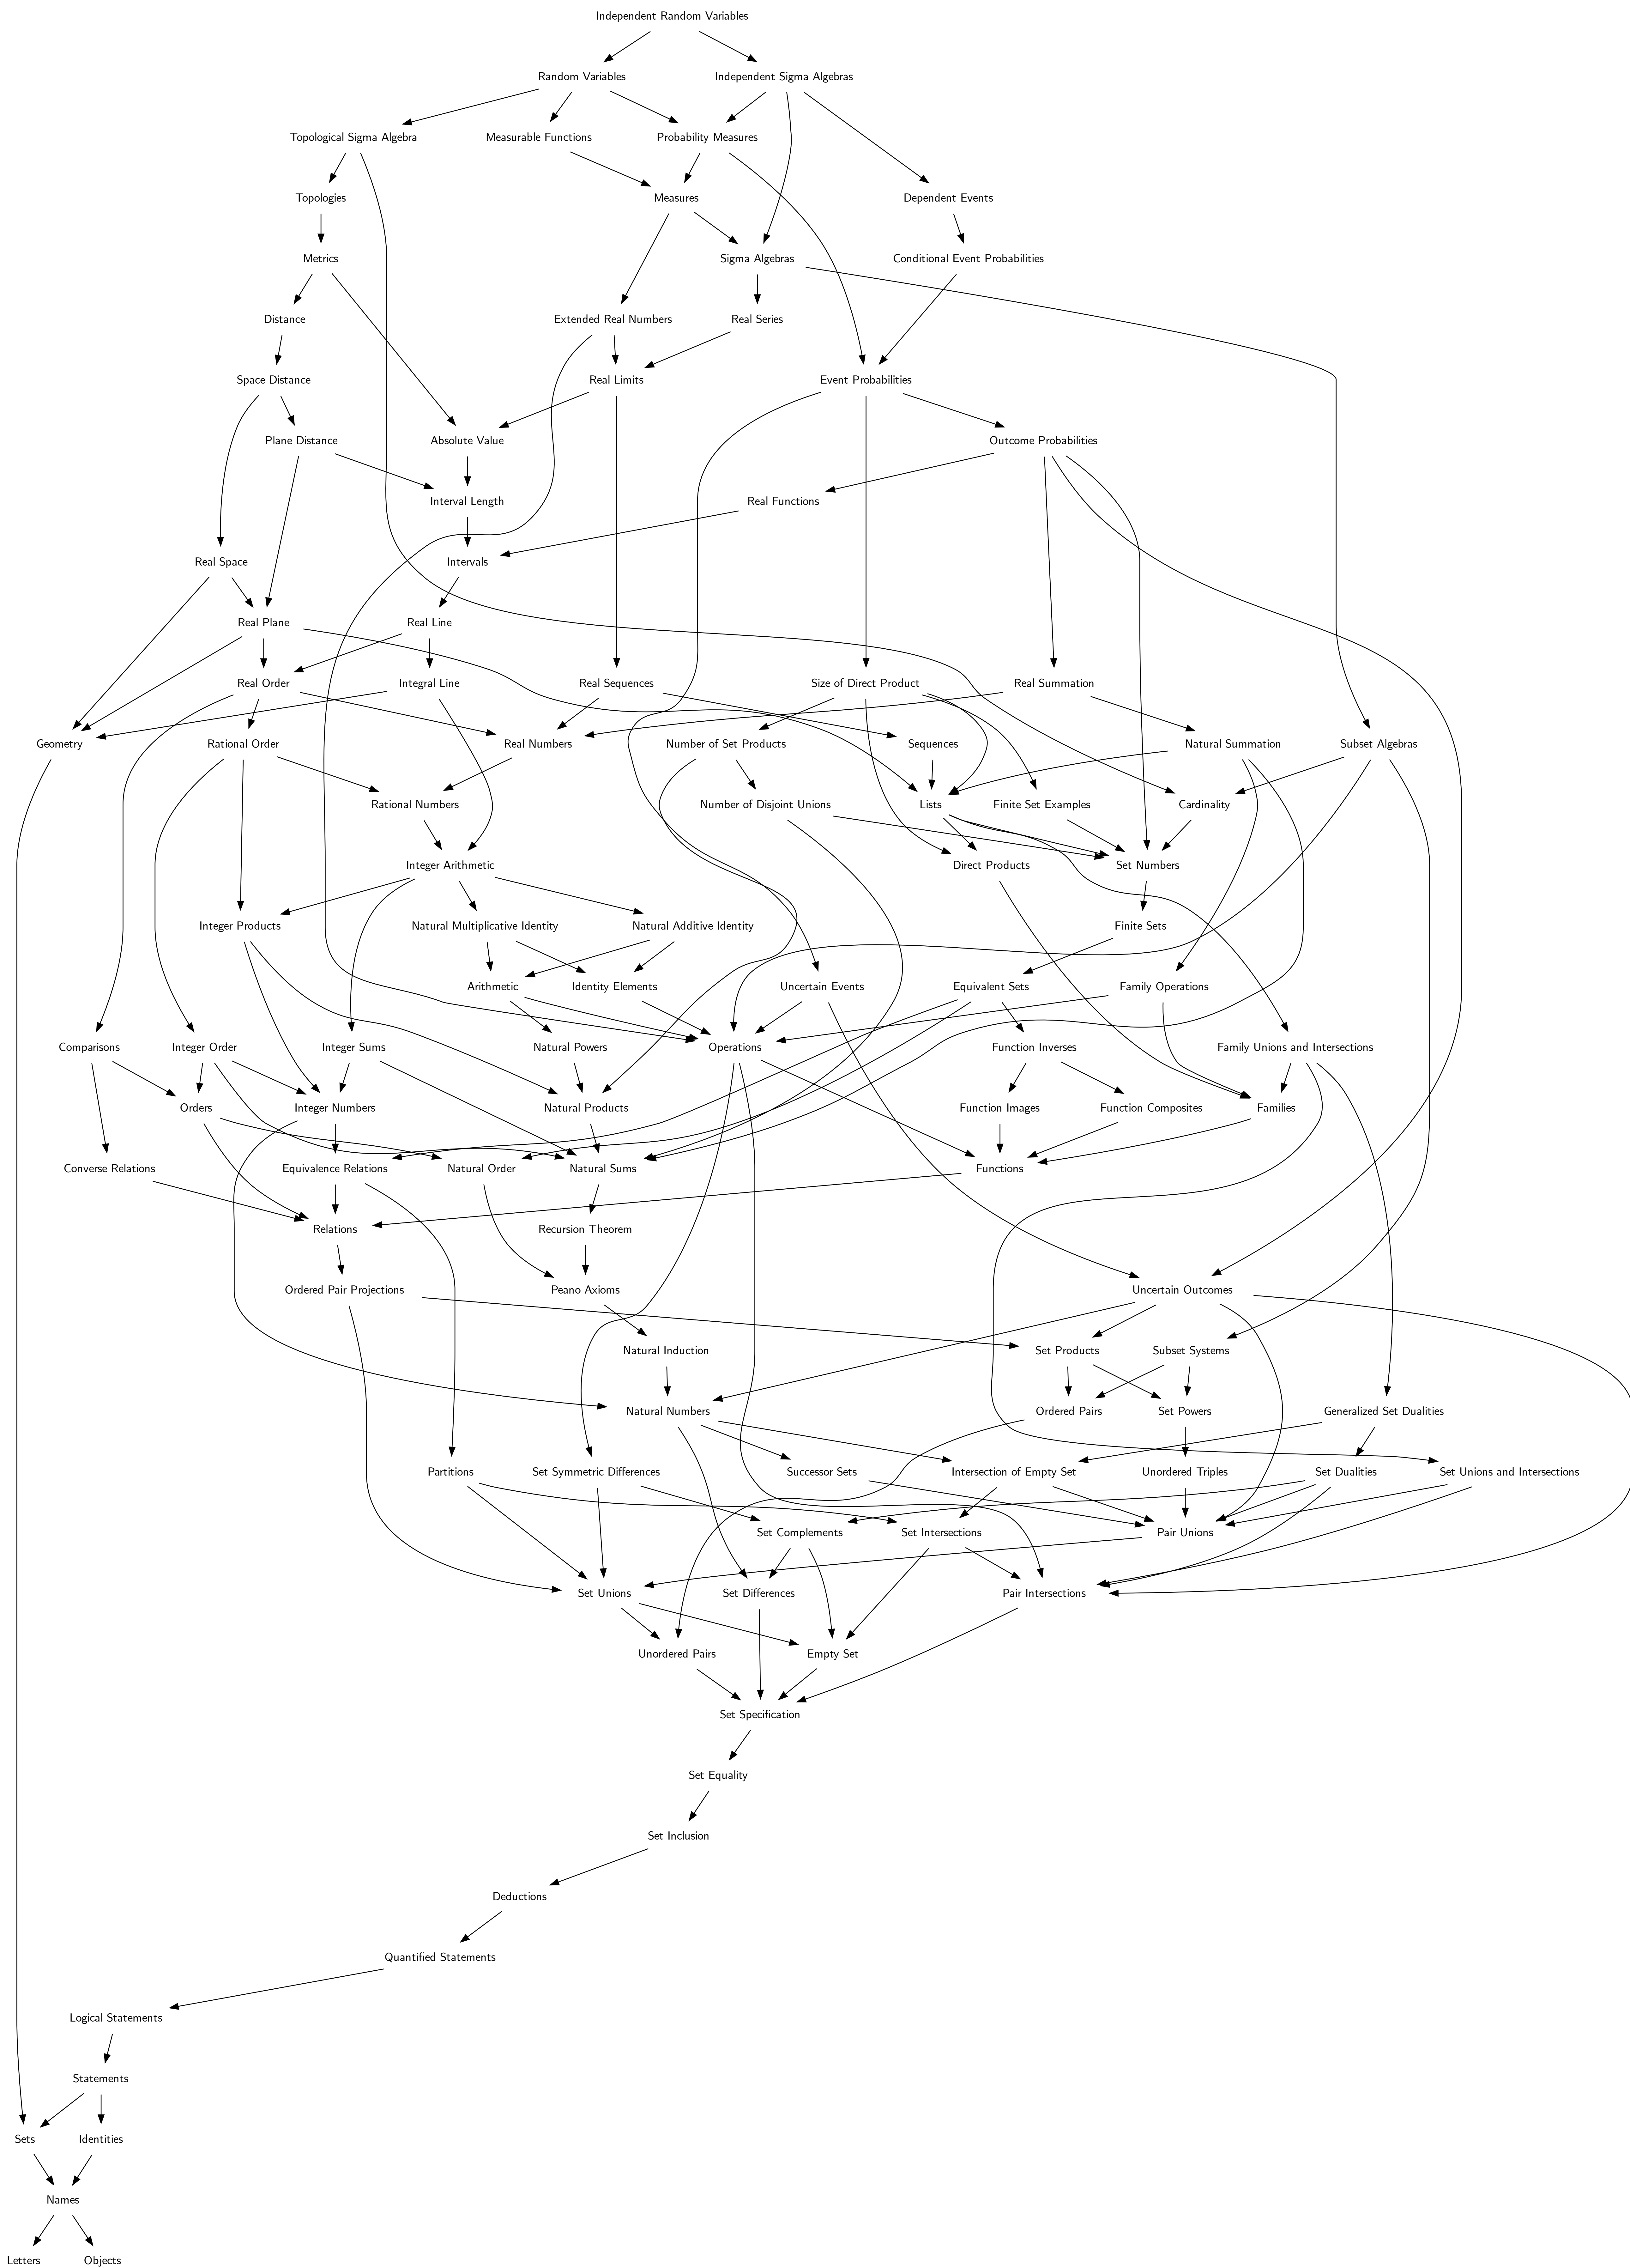 Independent Random Variables
Random Variables
Independent Sigma Algebras
Topological Sigma Algebra
Measurable Functions
Probability Measures
Topologies
Measures
Dependent Events
Metrics
Sigma Algebras
Conditional Event Probabilities
Distance
Extended Real Numbers
Real Series
Space Distance
Real Limits
Event Probabilities
Plane Distance
Absolute Value
Outcome Probabilities
Interval Length
Real Functions
Real Space
Intervals
Real Plane
Real Line
Real Order
Integral Line
Real Sequences
Size of Direct Product
Real Summation
Geometry
Rational Order
Real Numbers
Number of Set Products
Sequences
Natural Summation
Subset Algebras
Rational Numbers
Number of Disjoint Unions
Lists
Finite Set Examples
Cardinality
Integer Arithmetic
Direct Products
Set Numbers
Integer Products
Natural Multiplicative Identity
Natural Additive Identity
Finite Sets
Arithmetic
Identity Elements
Uncertain Events
Equivalent Sets
Family Operations
Comparisons
Integer Order
Integer Sums
Natural Powers
Operations
Function Inverses
Family Unions and Intersections
Orders
Integer Numbers
Natural Products
Function Images
Function Composites
Families
Converse Relations
Equivalence Relations
Natural Order
Natural Sums
Functions
Relations
Recursion Theorem
Ordered Pair Projections
Peano Axioms
Uncertain Outcomes
Natural Induction
Set Products
Subset Systems
Natural Numbers
Ordered Pairs
Set Powers
Generalized Set Dualities
Partitions
Set Symmetric Differences
Successor Sets
Intersection of Empty Set
Unordered Triples
Set Dualities
Set Unions and Intersections
Set Complements
Set Intersections
Pair Unions
Set Unions
Set Differences
Pair Intersections
Unordered Pairs
Empty Set
Set Specification
Set Equality
Set Inclusion
Deductions
Quantified Statements
Logical Statements
Statements
Sets
Identities
Names
Letters
Objects